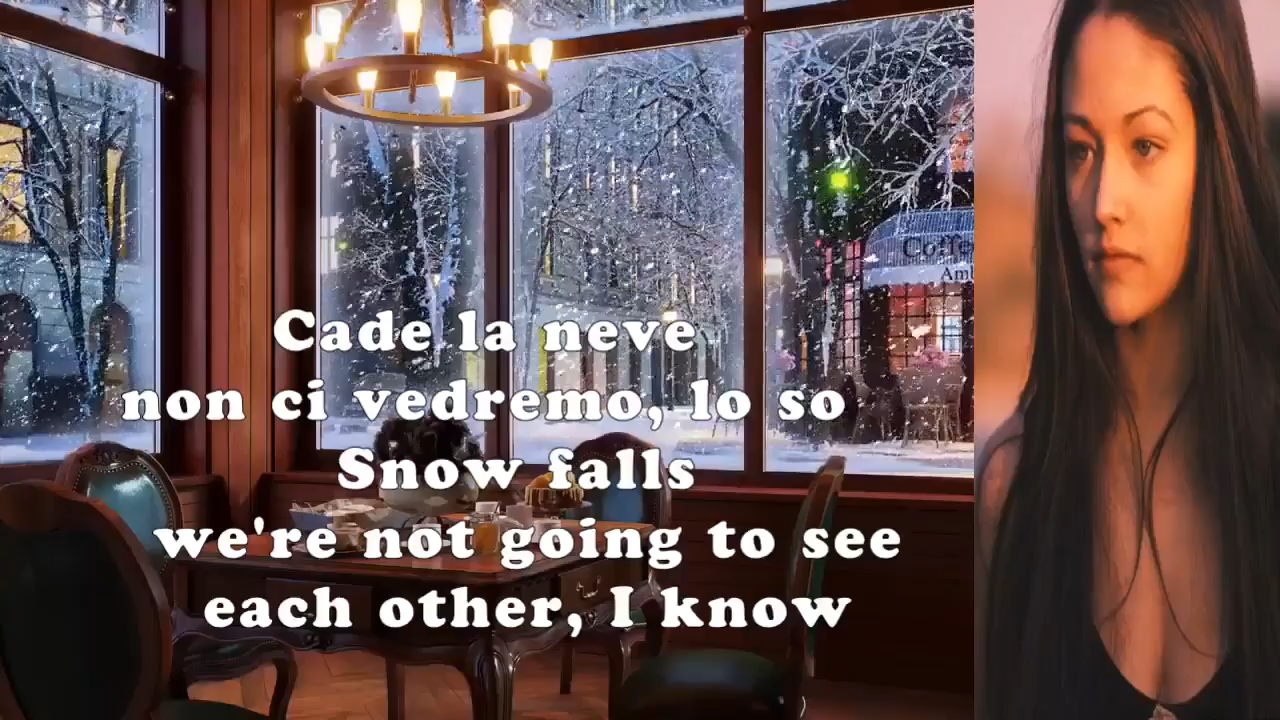 Cade la neve
non ci vedremo, lo so
Snow falls
we're not going to see
each other, I know